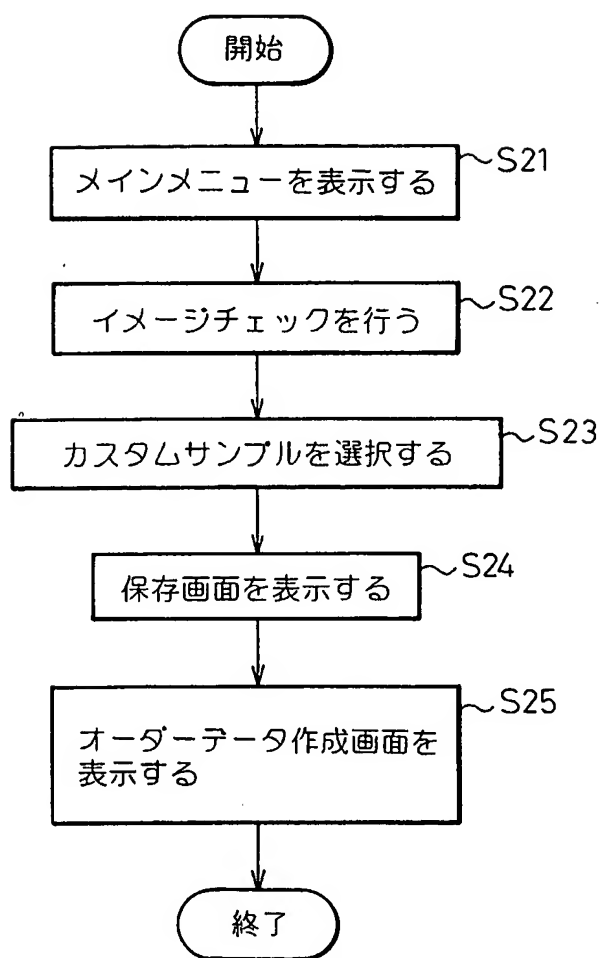 開始
メインメニューを表示する
S21
イメージチェックを行う
S22
カスタムサンプルを選択する
S23
保存画面を表示する
S24
オーダーデータ作成画面を
表示する
S25
終了